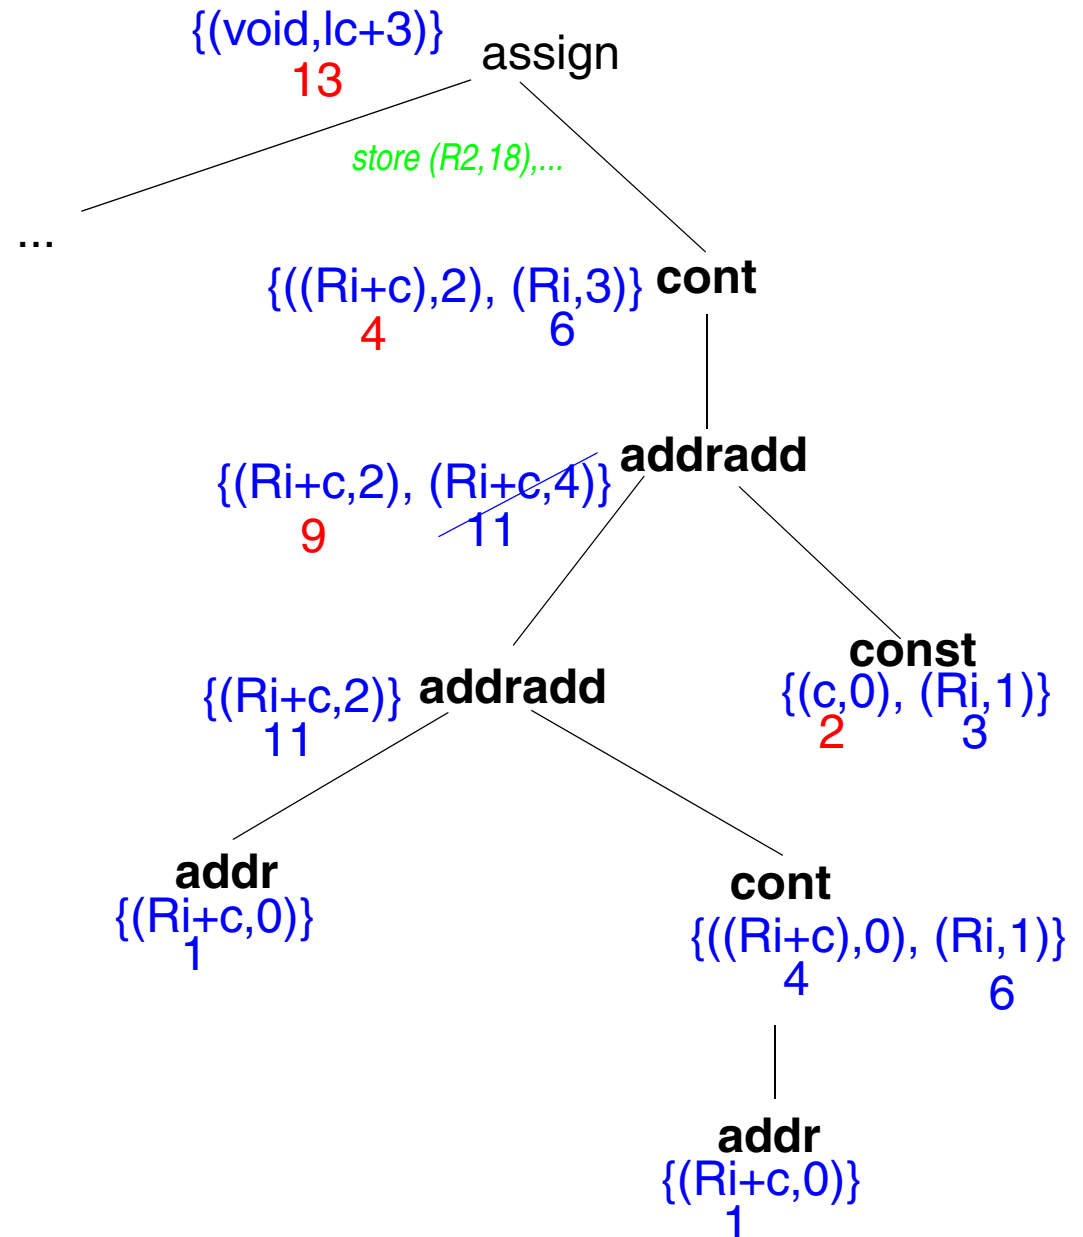 {(void,lc+3)} assign
13
store (R2,18),...
...
{((Ri+c),2), (Ri,3)} cont
4 6
{(Ri+c,2), (Ri+c,4)} addradd
9 11
{(Ri+c,2)} addradd
11
const
{(c,0), (Ri,1)}
2 3
addr
{(Ri+c,0)}
1
cont
{((Ri+c),0), (Ri,1)}
4 6
addr
{(Ri+c,0)}
1